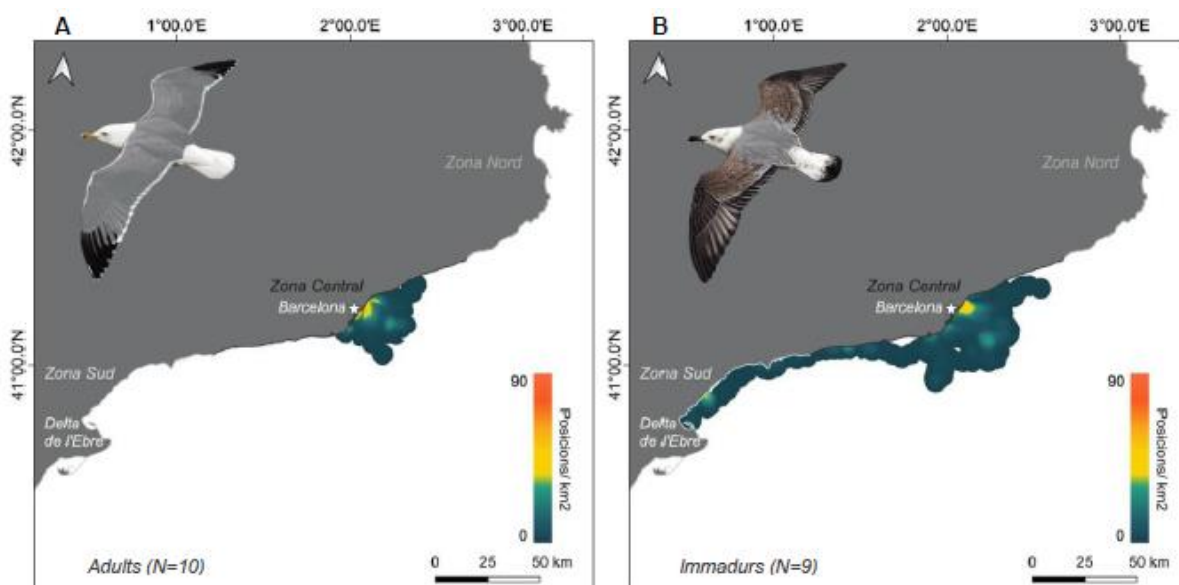 A
1°00.0'E 2°00.0'E 3°00.0'E
42°00.0'N
Zona Nord
Zona Central
Barcelona
41°00.0'N
Zona Sud
Delta
de l'Ebre
90
Posicions/ km2
0
Adults (N=10)
0 25 50 km
B
1°00.0'E 2°00.0'E 3°00.0'E
42°00.0'N
Zona Nord
Zona Central
Barcelona
41°00.0'N
Zona Sud
Delta
de l'Ebre
90
Posicions/ km2
0
Immadurs (N=9)
0 25 50 km